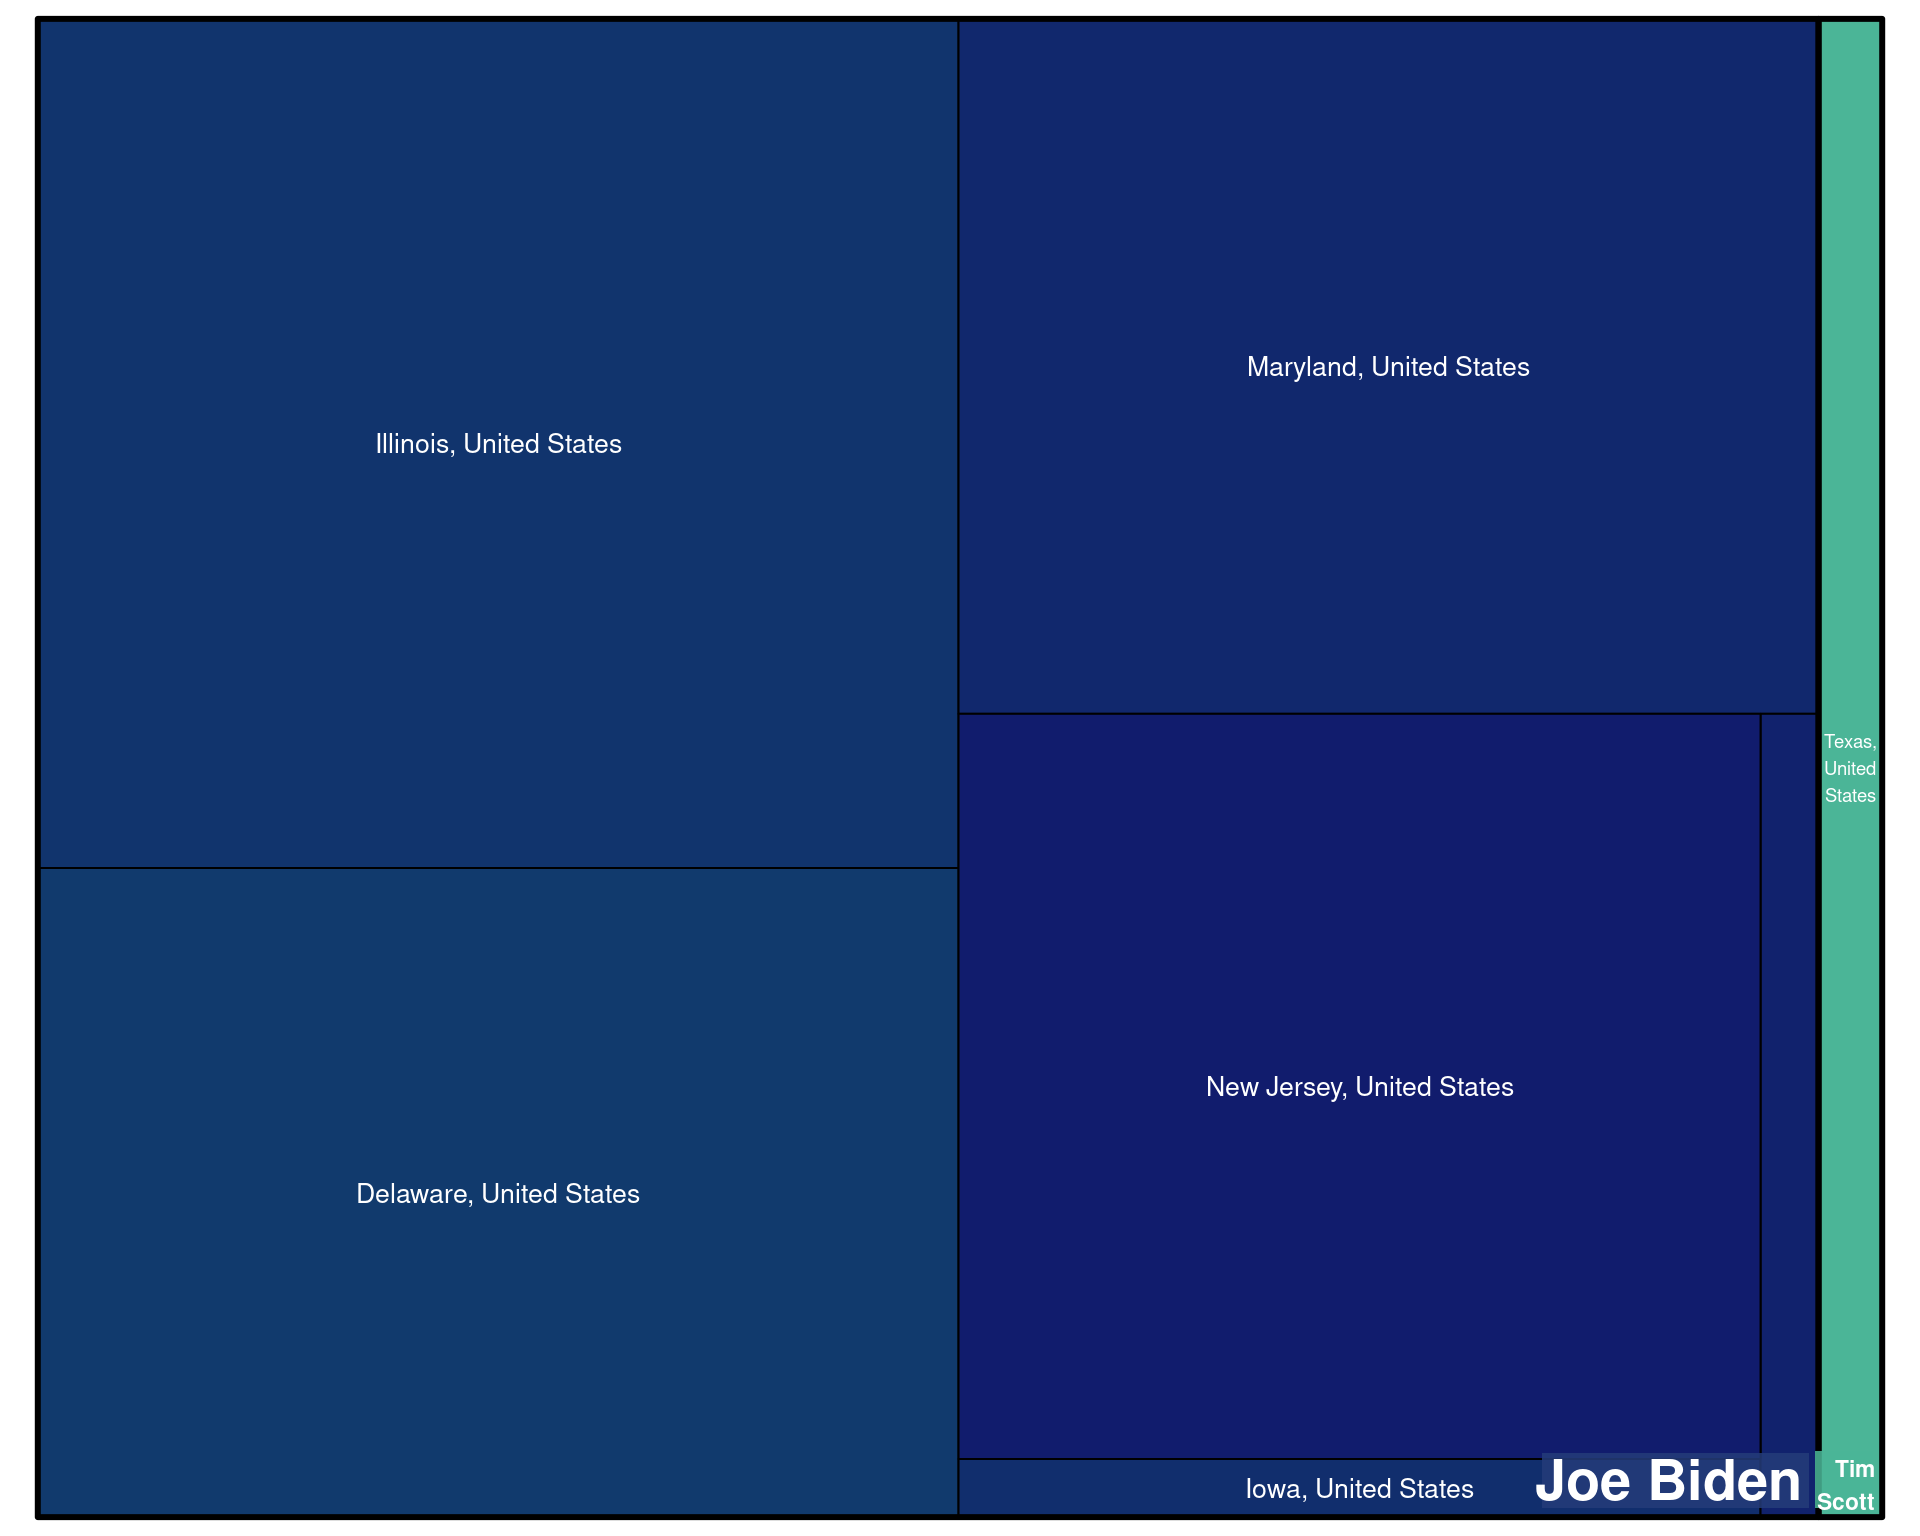 Illinois, United States
Maryland, United States
Texas,
United
States
New Jersey, United States
Delaware, United States
Iowa, United States
Joe Biden
Tim
Scott